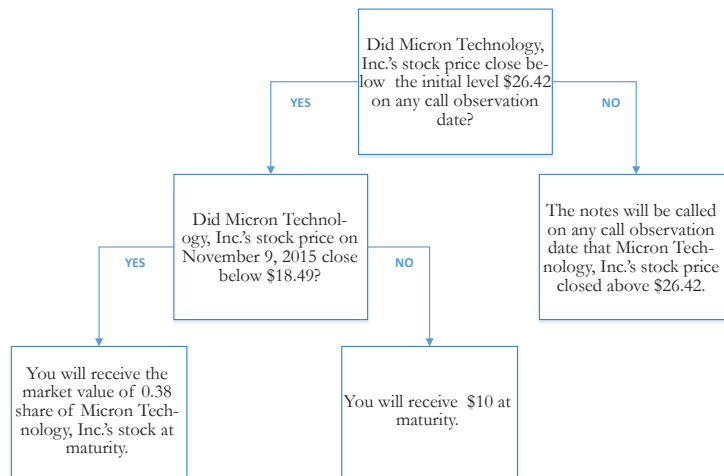 Did Micron Technology,
Inc.'s stock price close be-
low the initial level $26.42
on any call observation
date?
YES
NO
Did Micron Technol-
ogy, Inc.'s stock price on
November 9, 2015 close
below $18.49?
The notes will be called
on any call observation
date that Micron Tech-
nology, Inc.'s stock price
closed above $26.42.
YES
NO
You will receive the
market value of 0.38
share of Micron Tech-
nology, Inc.'s stock at
maturity.
You will receive $10 at
maturity.